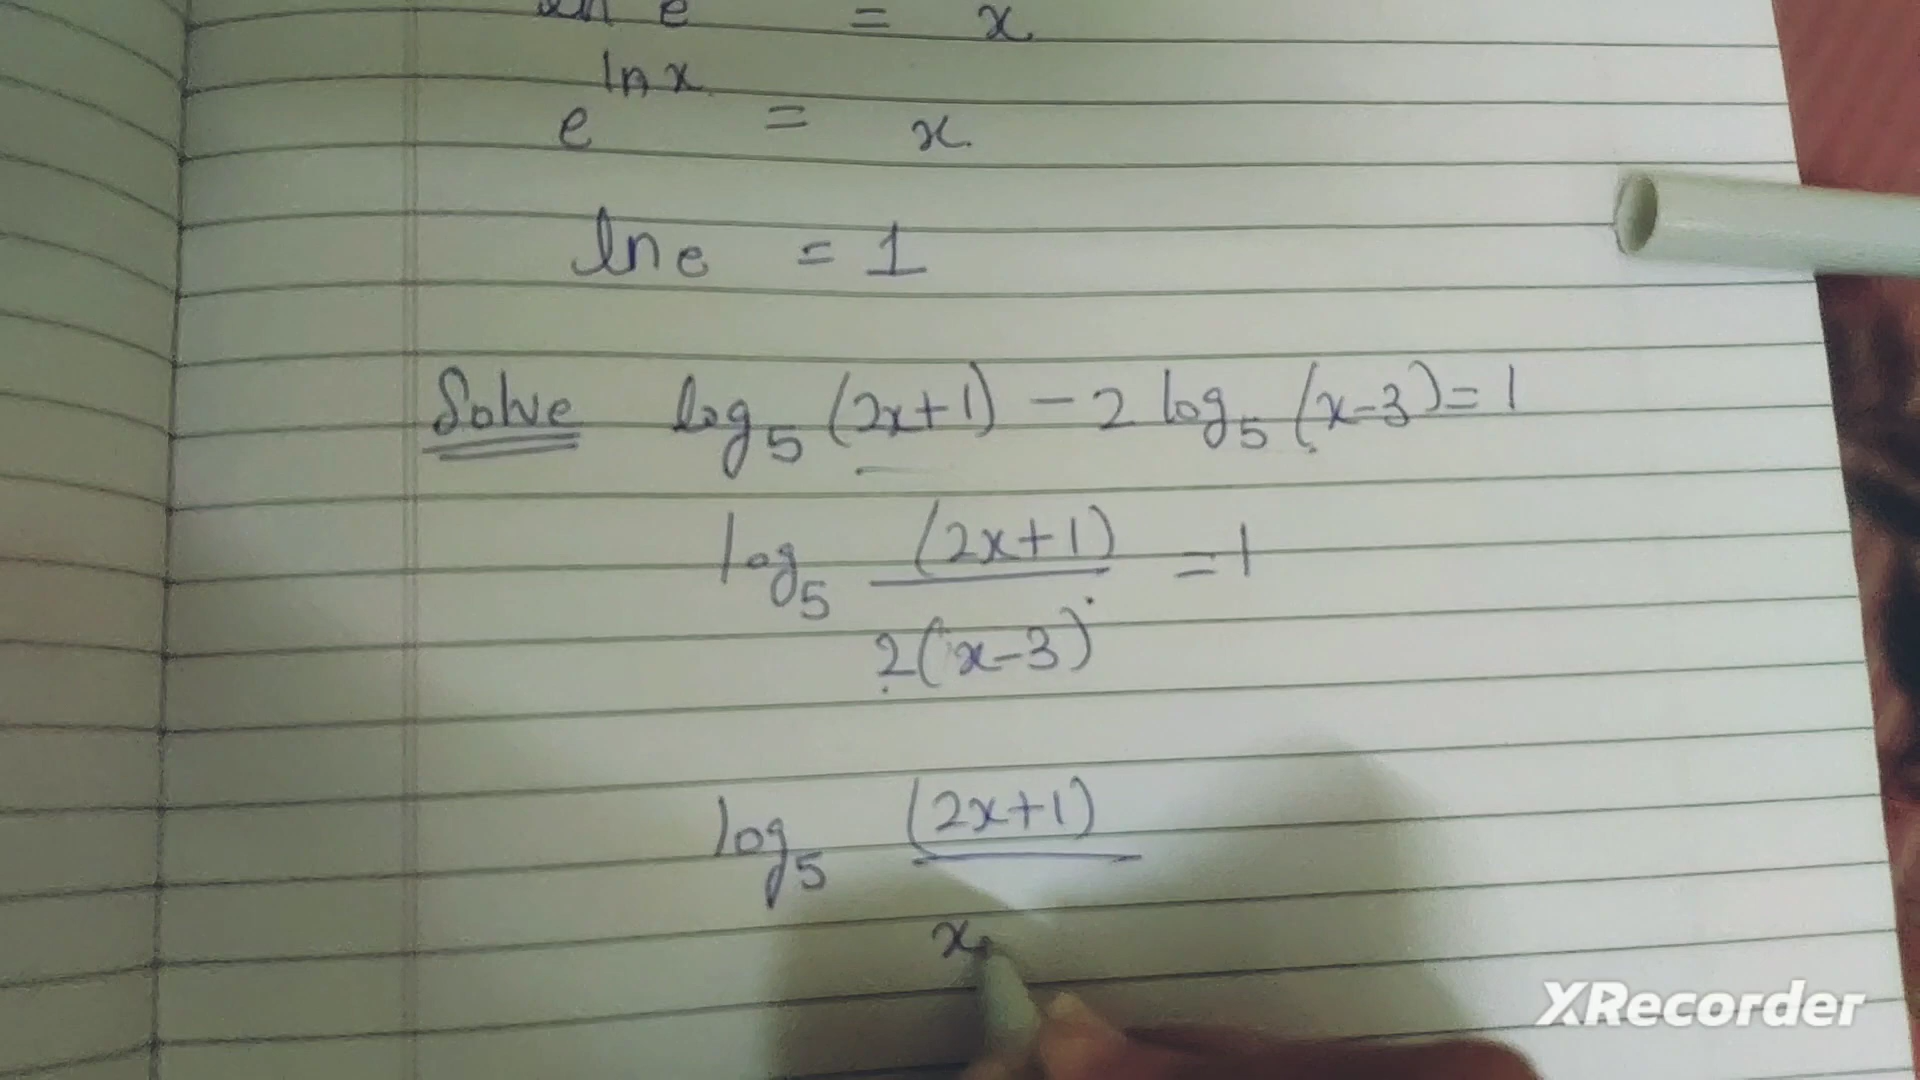 ln e = x
e^ln x = x.
ln e = 1
Solve log₅ (2x+1) - 2 log₅ (x-3) = 1
log₅ (2x+1) / 2(x-3) = 1
log₅ (2x+1) / x
XRecorder